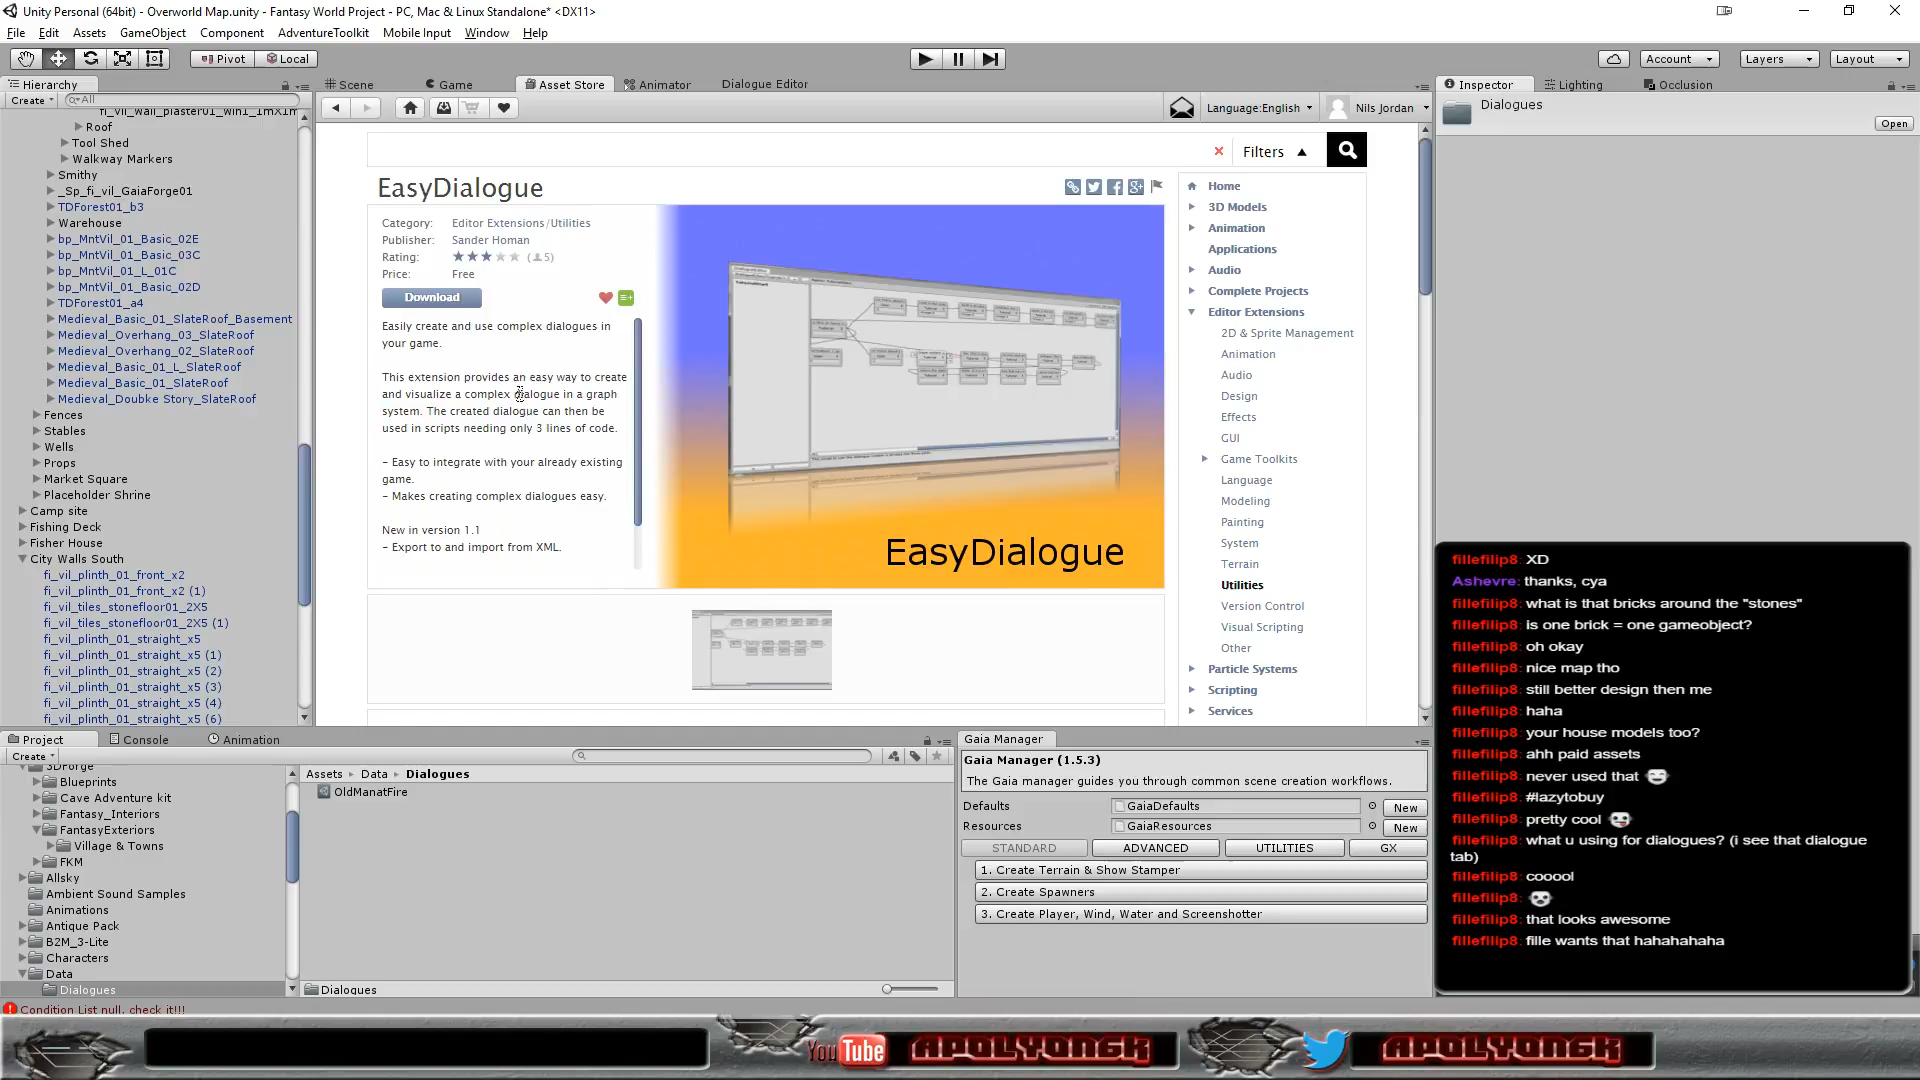 Unity Personal (64bit) - Overworld Map.unity - Fantasy World Project - PC, Mac & Linux Standalone* <DX11>
File Edit Assets GameObject Component AdventureToolkit Mobile Input Window Help
Pivot Local Account Layers Layout
Hierarchy
Create All
fi_vil_wall_plaster01_win1_1mX1m
Roof
Tool Shed
Walkway Markers
Smithy
_Sp_fi_vil_GaiaForge01
TDForest01_b3
Warehouse
bp_MntVil_01_Basic_02E
bp_MntVil_01_Basic_03C
bp_MntVil_01_L_01C
bp_MntVil_01_Basic_02D
TDForest01_a4
Medieval_Basic_01_SlateRoof_Basement
Medieval_Overhang_03_SlateRoof
Medieval_Overhang_02_SlateRoof
Medieval_Basic_01_L_SlateRoof
Medieval_Basic_01_SlateRoof
Medieval_Doubke Story_SlateRoof
Fences
Stables
Wells
Props
Market Square
Placeholder Shrine
Camp site
Fishing Deck
Fisher House
City Walls South
fi_vil_plinth_01_front_x2
fi_vil_plinth_01_front_x2 (1)
fi_vil_tiles_stonefloor01_2X5
fi_vil_tiles_stonefloor01_2X5 (1)
fi_vil_plinth_01_straight_x5
fi_vil_plinth_01_straight_x5 (1)
fi_vil_plinth_01_straight_x5 (2)
fi_vil_plinth_01_straight_x5 (3)
fi_vil_plinth_01_straight_x5 (4)
fi_vil_plinth_01_straight_x5 (6)
Scene Game Asset Store Animator Dialogue Editor
Language:English Nils Jordan
Filters
EasyDialogue
Category: Editor Extensions/Utilities
Publisher: Sander Homan
Rating: (5)
Price: Free
Download
Easily create and use complex dialogues in
your game.
This extension provides an easy way to create
and visualize a complex dialogue in a graph
system. The created dialogue can then be
used in scripts needing only 3 lines of code.
- Easy to integrate with your already existing
game.
- Makes creating complex dialogues easy.
New in version 1.1
- Export to and import from XML.
EasyDialogue
Home
3D Models
Animation
Applications
Audio
Complete Projects
Editor Extensions
2D & Sprite Management
Animation
Audio
Design
Effects
GUI
Game Toolkits
Language
Modeling
Painting
System
Terrain
Utilities
Version Control
Visual Scripting
Other
Particle Systems
Scripting
Services
Inspector Lighting Occlusion
Dialogues
Open
fillefilip8: XD
Ashevre: thanks, cya
fillefilip8: what is that bricks around the "stones"
fillefilip8: is one brick = one gameobject?
fillefilip8: oh okay
fillefilip8: nice map tho
fillefilip8: still better design then me
fillefilip8: haha
fillefilip8: your house models too?
fillefilip8: ahh paid assets
fillefilip8: never used that
fillefilip8: #lazytobuy
fillefilip8: pretty cool
fillefilip8: what u using for dialogues? (i see that dialogue
tab)
fillefilip8: cooool
fillefilip8:
fillefilip8: that looks awesome
fillefilip8: fille wants that hahahahaha
Project Console Animation
Create
3DForge
Blueprints
Cave Adventure kit
Fantasy_Interiors
FantasyExteriors
Village & Towns
FKM
Allsky
Ambient Sound Samples
Animations
Antique Pack
B2M_3-Lite
Characters
Data
Dialogues
Assets Data Dialogues
OldManatFire
Dialogues
Gaia Manager
Gaia Manager (1.5.3)
The Gaia manager guides you through common scene creation workflows.
Defaults GaiaDefaults New
Resources GaiaResources New
STANDARD ADVANCED UTILITIES GX
1. Create Terrain & Show Stamper
2. Create Spawners
3. Create Player, Wind, Water and Screenshotter
Condition List null, check it!!!
YouTube APOLYONGK APOLYONGK